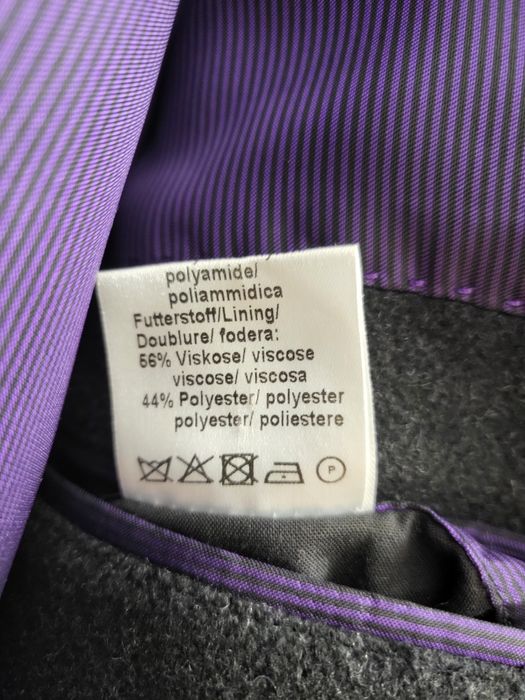 polyamide/
poliammidica
Futterstoff/Lining/
Doublure/ fodera:
56% Viskose/ viscose
viscose/ viscosa
44% Polyester/ polyester
polyester/ poliestere
P